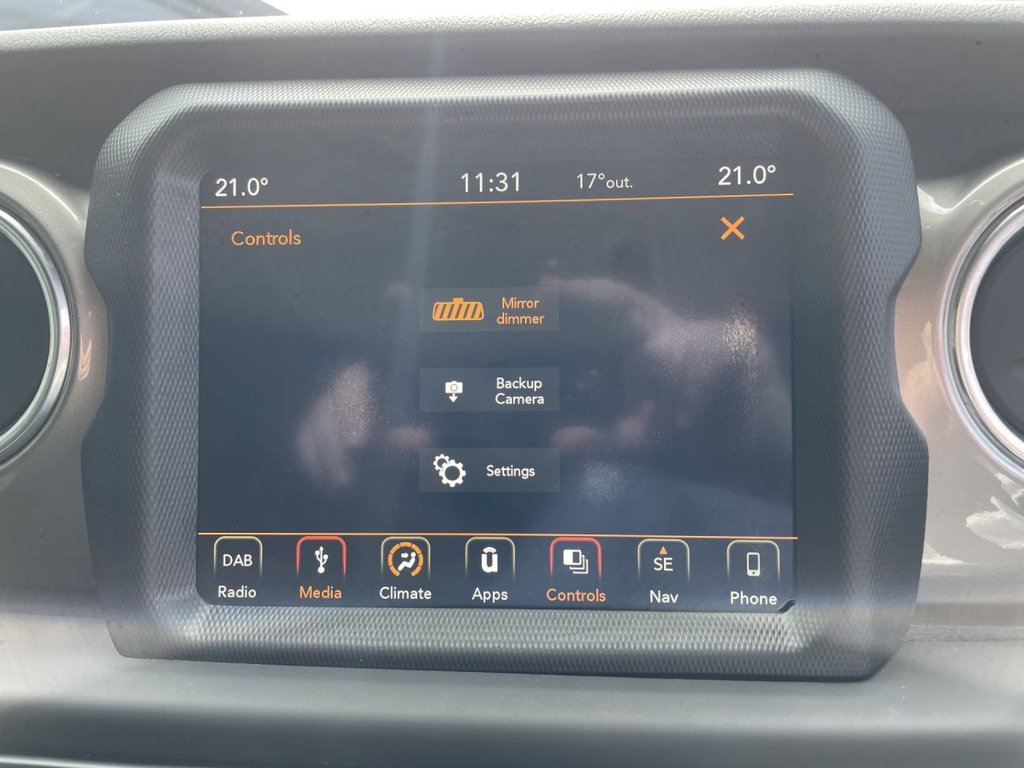 21.0° 11:31 17°out. 21.0°
Controls
Mirror
dimmer
Backup
Camera
Settings
DAB SE
Radio Media Climate Apps Controls Nav Phone